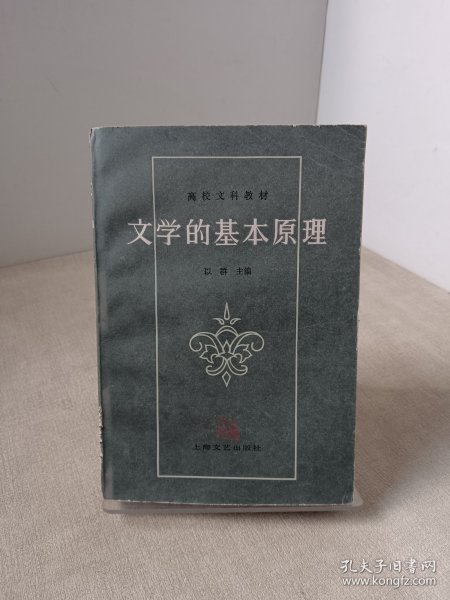 高校文科教材
文学的基本原理
以群 主编
上海文艺出版社
孔夫子旧书网
www.kongfz.com